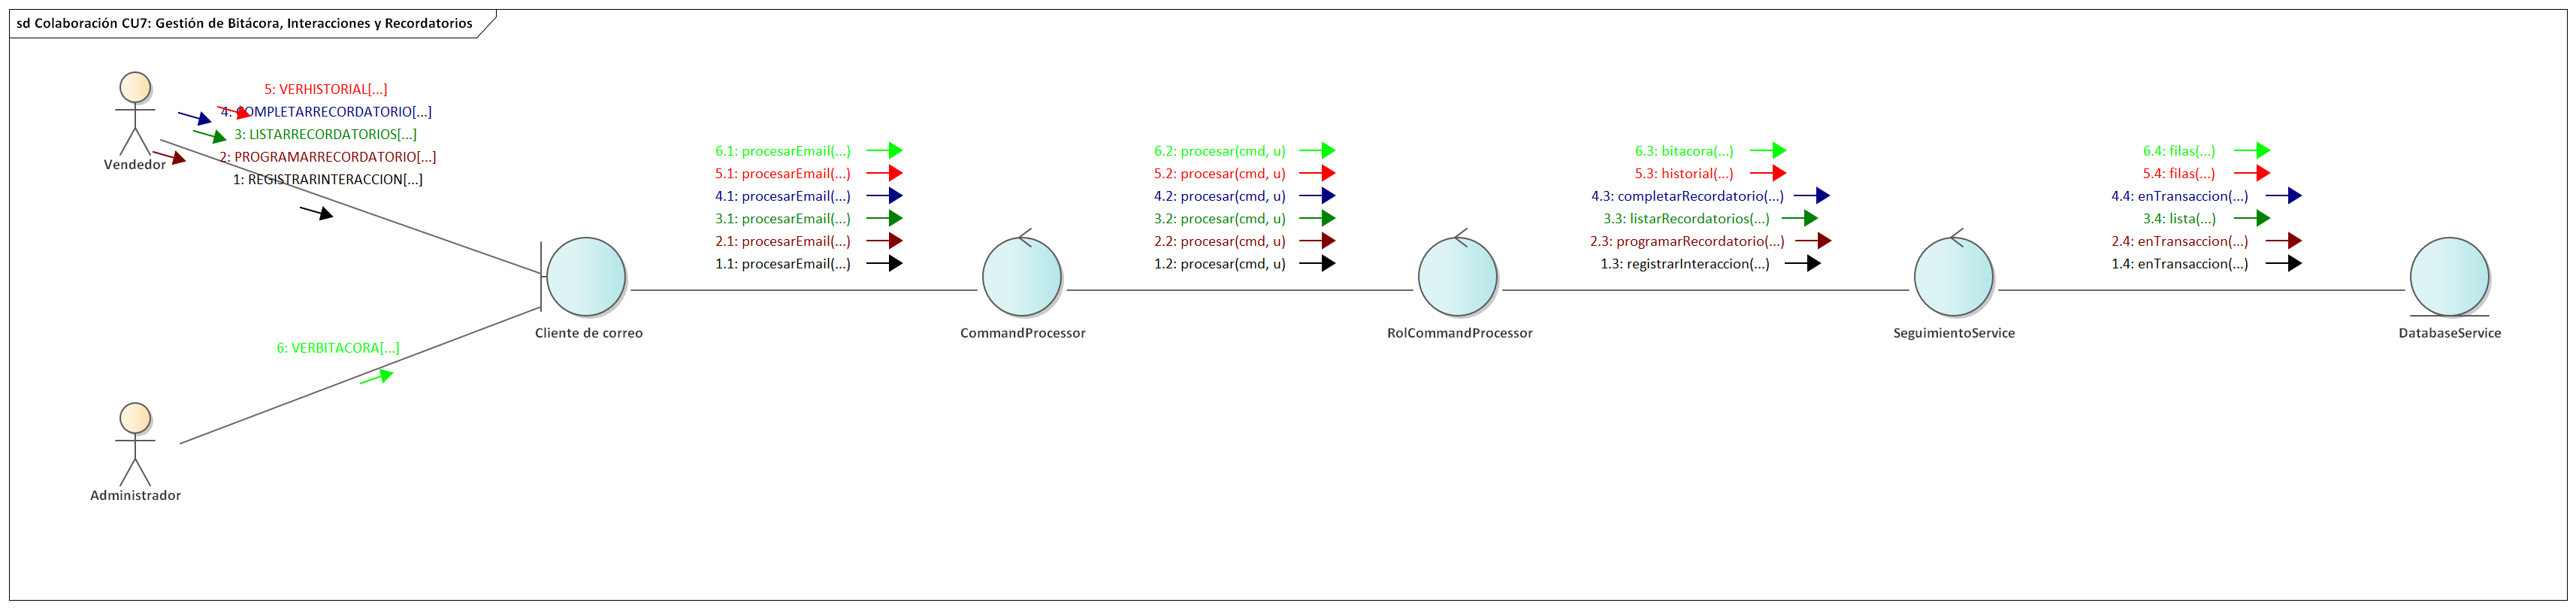 sd Colaboración CU7: Gestión de Bitácora, Interacciones y Recordatorios
5: VERHISTORIAL[...]
4: COMPLETARRECORDATORIO[...]
3: LISTARRECORDATORIOS[...]
2: PROGRAMARRECORDATORIO[...]
1: REGISTRARINTERACCION[...]
Vendedor
6.1: procesarEmail(...)
5.1: procesarEmail(...)
4.1: procesarEmail(...)
3.1: procesarEmail(...)
2.1: procesarEmail(...)
1.1: procesarEmail(...)
6.2: procesar(cmd, u)
5.2: procesar(cmd, u)
4.2: procesar(cmd, u)
3.2: procesar(cmd, u)
2.2: procesar(cmd, u)
1.2: procesar(cmd, u)
6.3: bitacora(...)
5.3: historial(...)
4.3: completarRecordatorio(...)
3.3: listarRecordatorios(...)
2.3: programarRecordatorio(...)
1.3: registrarInteraccion(...)
6.4: filas(...)
5.4: filas(...)
4.4: enTransaccion(...)
3.4: lista(...)
2.4: enTransaccion(...)
1.4: enTransaccion(...)
Cliente de correo
CommandProcessor
RolCommandProcessor
SeguimientoService
DatabaseService
6: VERBITACORA[...]
Administrador